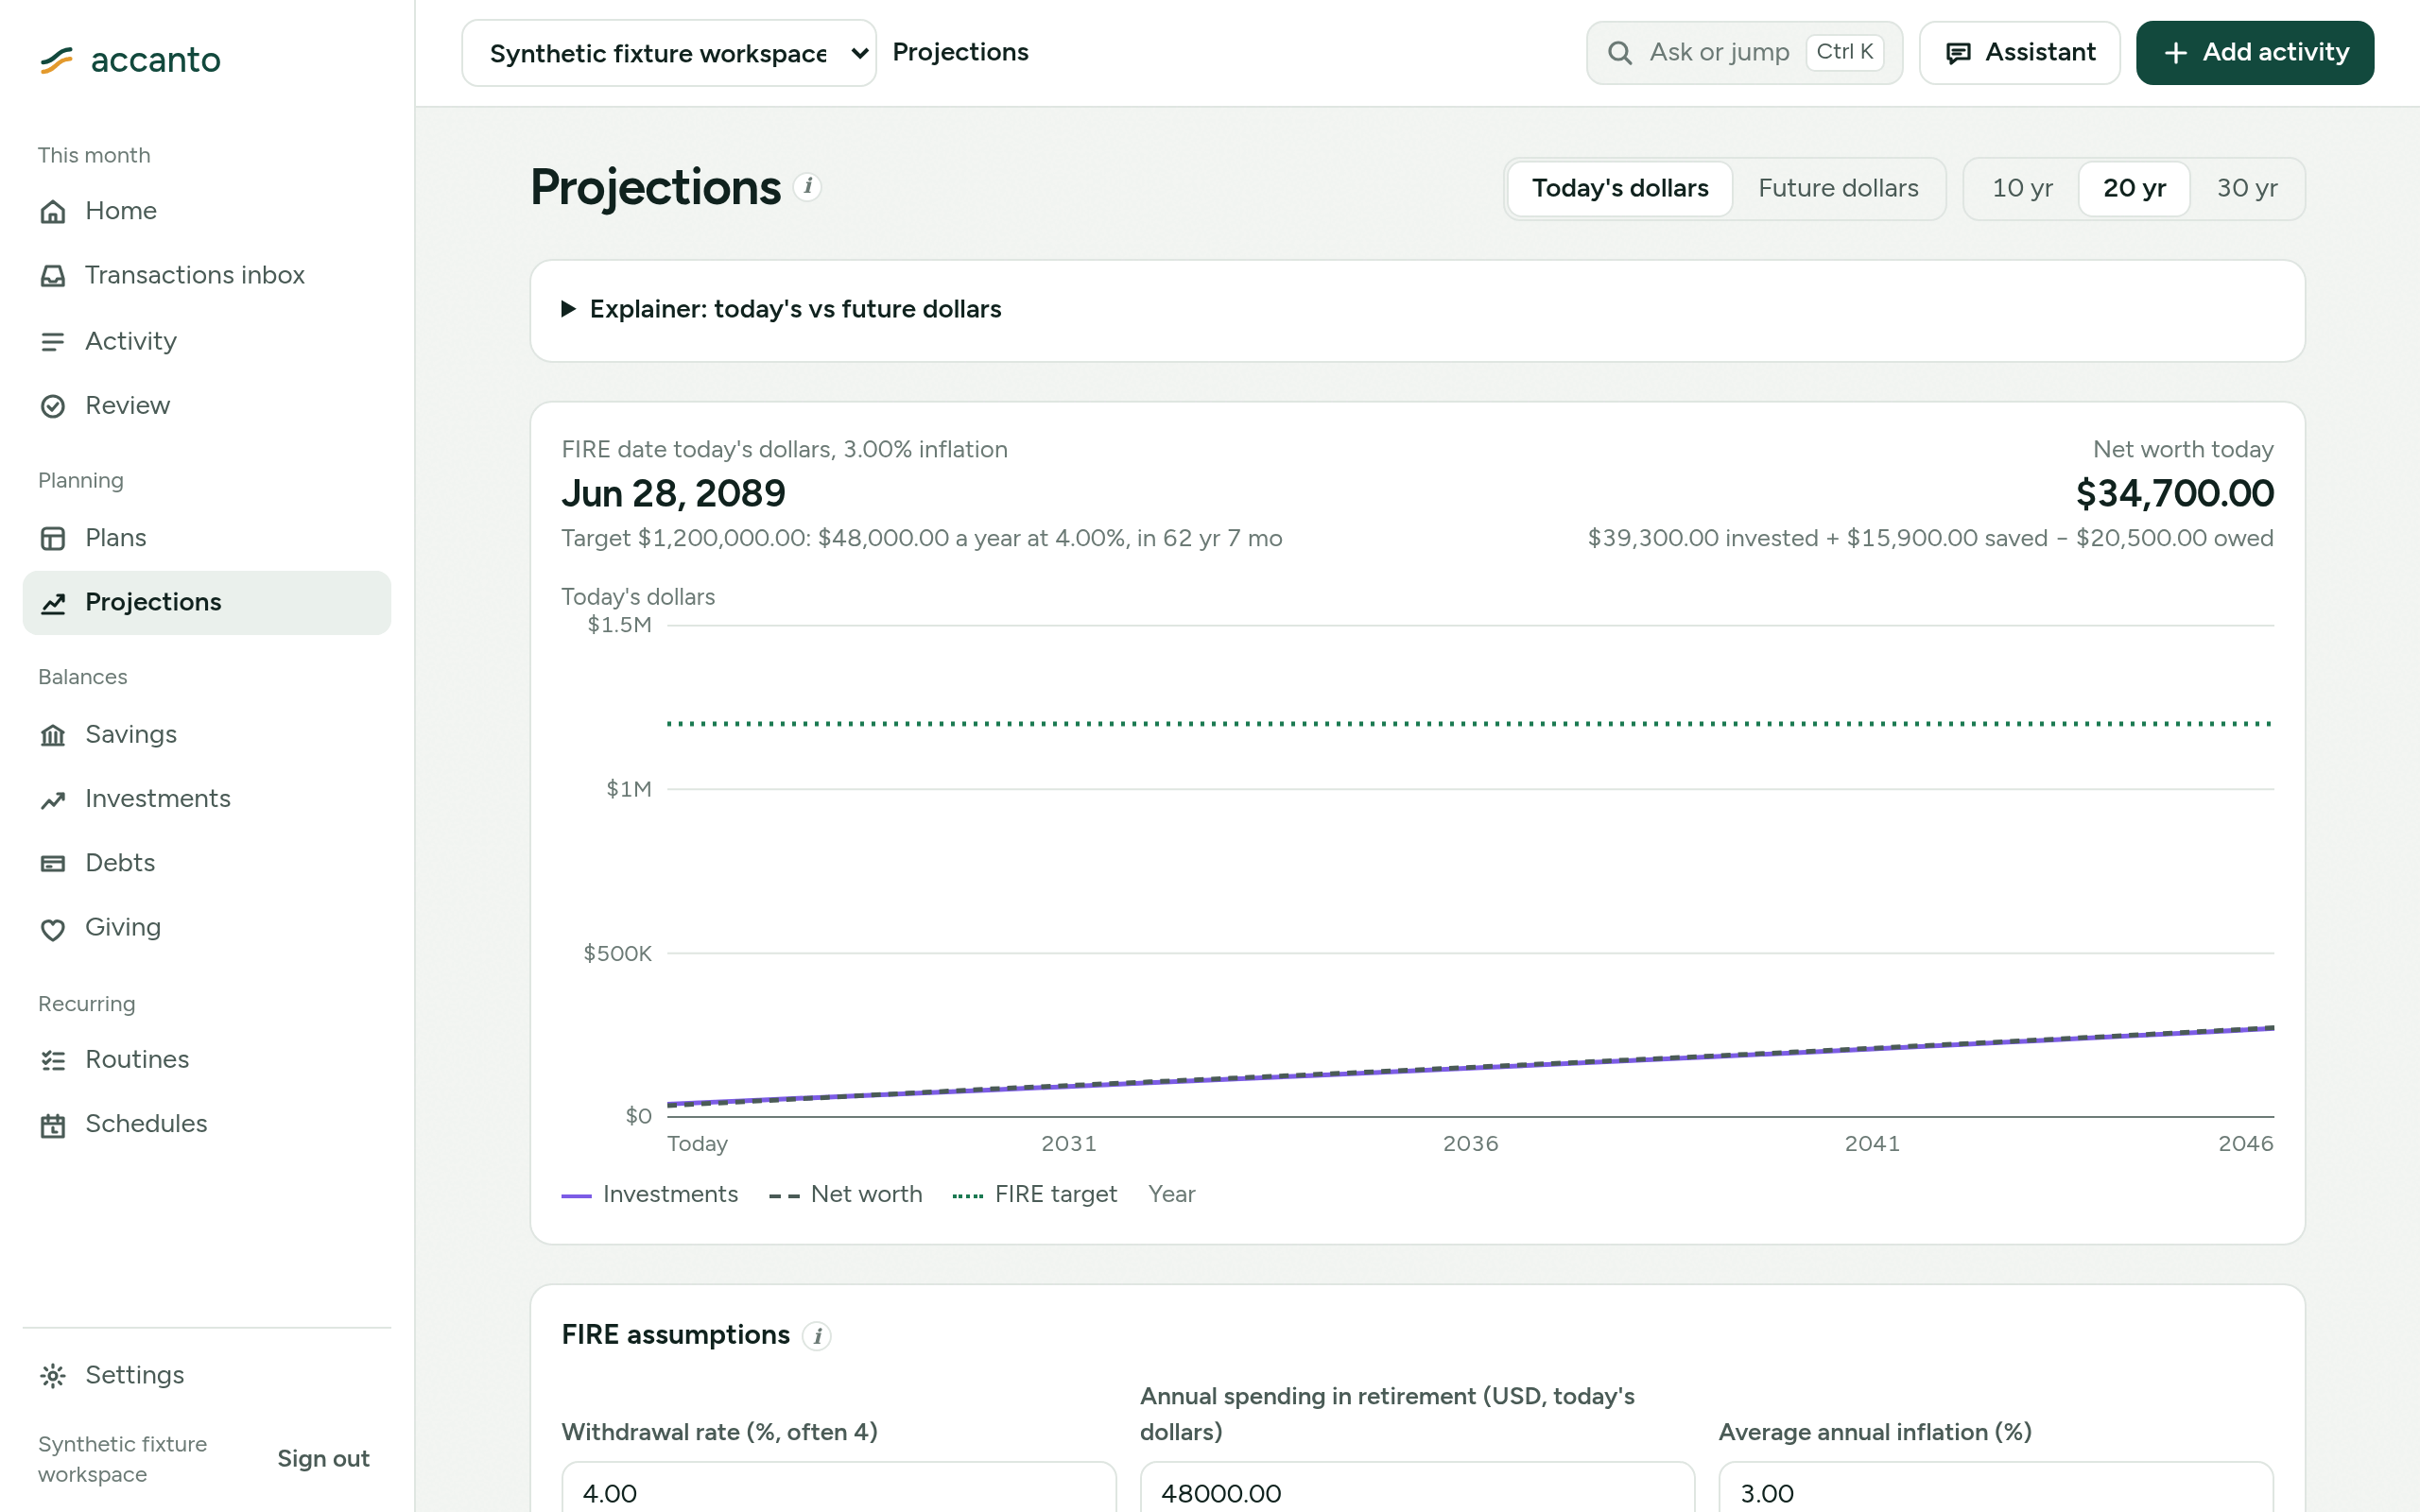 accanto
This month
Home
Transactions inbox
Activity
Review
Planning
Plans
Projections
Balances
Savings
Investments
Debts
Giving
Recurring
Routines
Schedules
Settings
Synthetic fixture
workspace
Sign out
Synthetic fixture workspace
Projections
Ask or jump
Ctrl K
Assistant
Add activity
Projections i
Today's dollars
Future dollars
10 yr
20 yr
30 yr
Explainer: today's vs future dollars
FIRE date today's dollars, 3.00% inflation
Jun 28, 2089
Target $1,200,000.00: $48,000.00 a year at 4.00%, in 62 yr 7 mo
Net worth today
$34,700.00
$39,300.00 invested + $15,900.00 saved − $20,500.00 owed
Today's dollars
$1.5M
$1M
$500K
$0
Today
2031
2036
2041
2046
Investments
Net worth
FIRE target
Year
FIRE assumptions i
Withdrawal rate (%, often 4)
4.00
Annual spending in retirement (USD, today's
dollars)
48000.00
Average annual inflation (%)
3.00